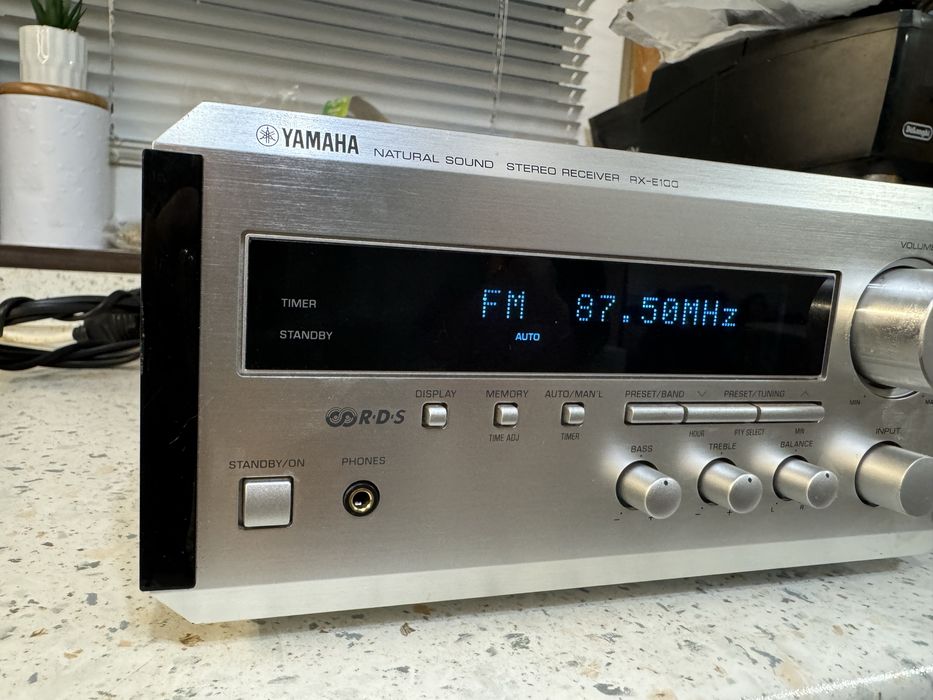 YAMAHA NATURAL SOUND STEREO RECEIVER RX-E100
DeLonghi
VOLUME
TIMER
FM 87.50MHz
STANDBY
AUTO
MIN
DISPLAY MEMORY AUTO/MAN'L PRESET/BAND PRESET/TUNING
R·D·S
TIME ADJ TIMER HOUR PTY SELECT MIN
INPUT
BASS TREBLE BALANCE
STANDBY/ON PHONES
- + - + L R